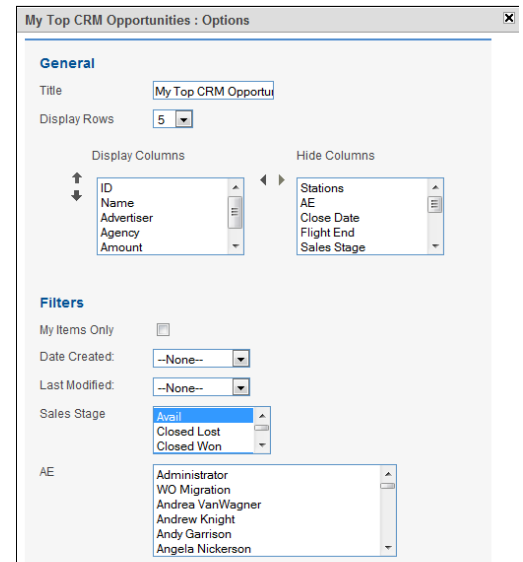 My Top CRM Opportunities : Options
General
Title My Top CRM Opportu
Display Rows 5
Display Columns Hide Columns
ID
Name
Advertiser
Agency
Amount
Stations
AE
Close Date
Flight End
Sales Stage
Filters
My Items Only
Date Created: --None--
Last Modified: --None--
Sales Stage
Avail
Closed Lost
Closed Won
AE
Administrator
WO Migration
Andrea VanWagner
Andrew Knight
Andy Garrison
Angela Nickerson